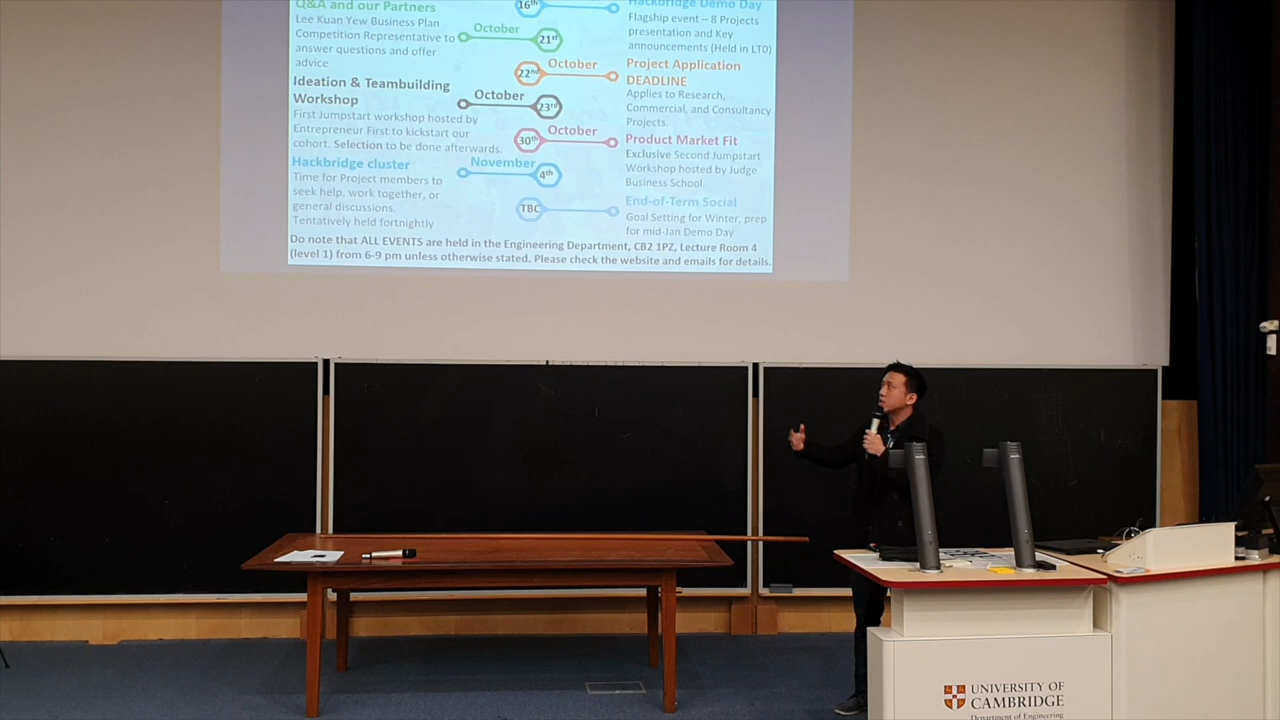 Q&A and our Partners
Lee Kuan Yew Business Plan
Competition Representative to
answer questions and offer
advice
October
21st
16th
Hackbridge Demo Day
Flagship event – 8 Projects
presentation and Key
announcements (Held in LT0)
22nd
October
Project Application
DEADLINE
Applies to Research,
Commercial, and Consultancy
Projects.
Ideation & Teambuilding
Workshop
First Jumpstart workshop hosted by
Entrepreneur First to kickstart our
cohort. Selection to be done afterwards.
October
23rd
30th
October
Product Market Fit
Exclusive Second Jumpstart
Workshop hosted by Judge
Business School
Hackbridge cluster
Time for Project members to
seek help, work together, or
general discussions.
Tentatively held fortnightly
November
4th
TBC
End-of-Term Social
Goal Setting for Winter, prep
for mid-Jan Demo Day
Do note that ALL EVENTS are held in the Engineering Department, CB2 1PZ, Lecture Room 4
(level 1) from 6-9 pm unless otherwise stated. Please check the website and emails for details.
UNIVERSITY OF
CAMBRIDGE
Department of Engineering